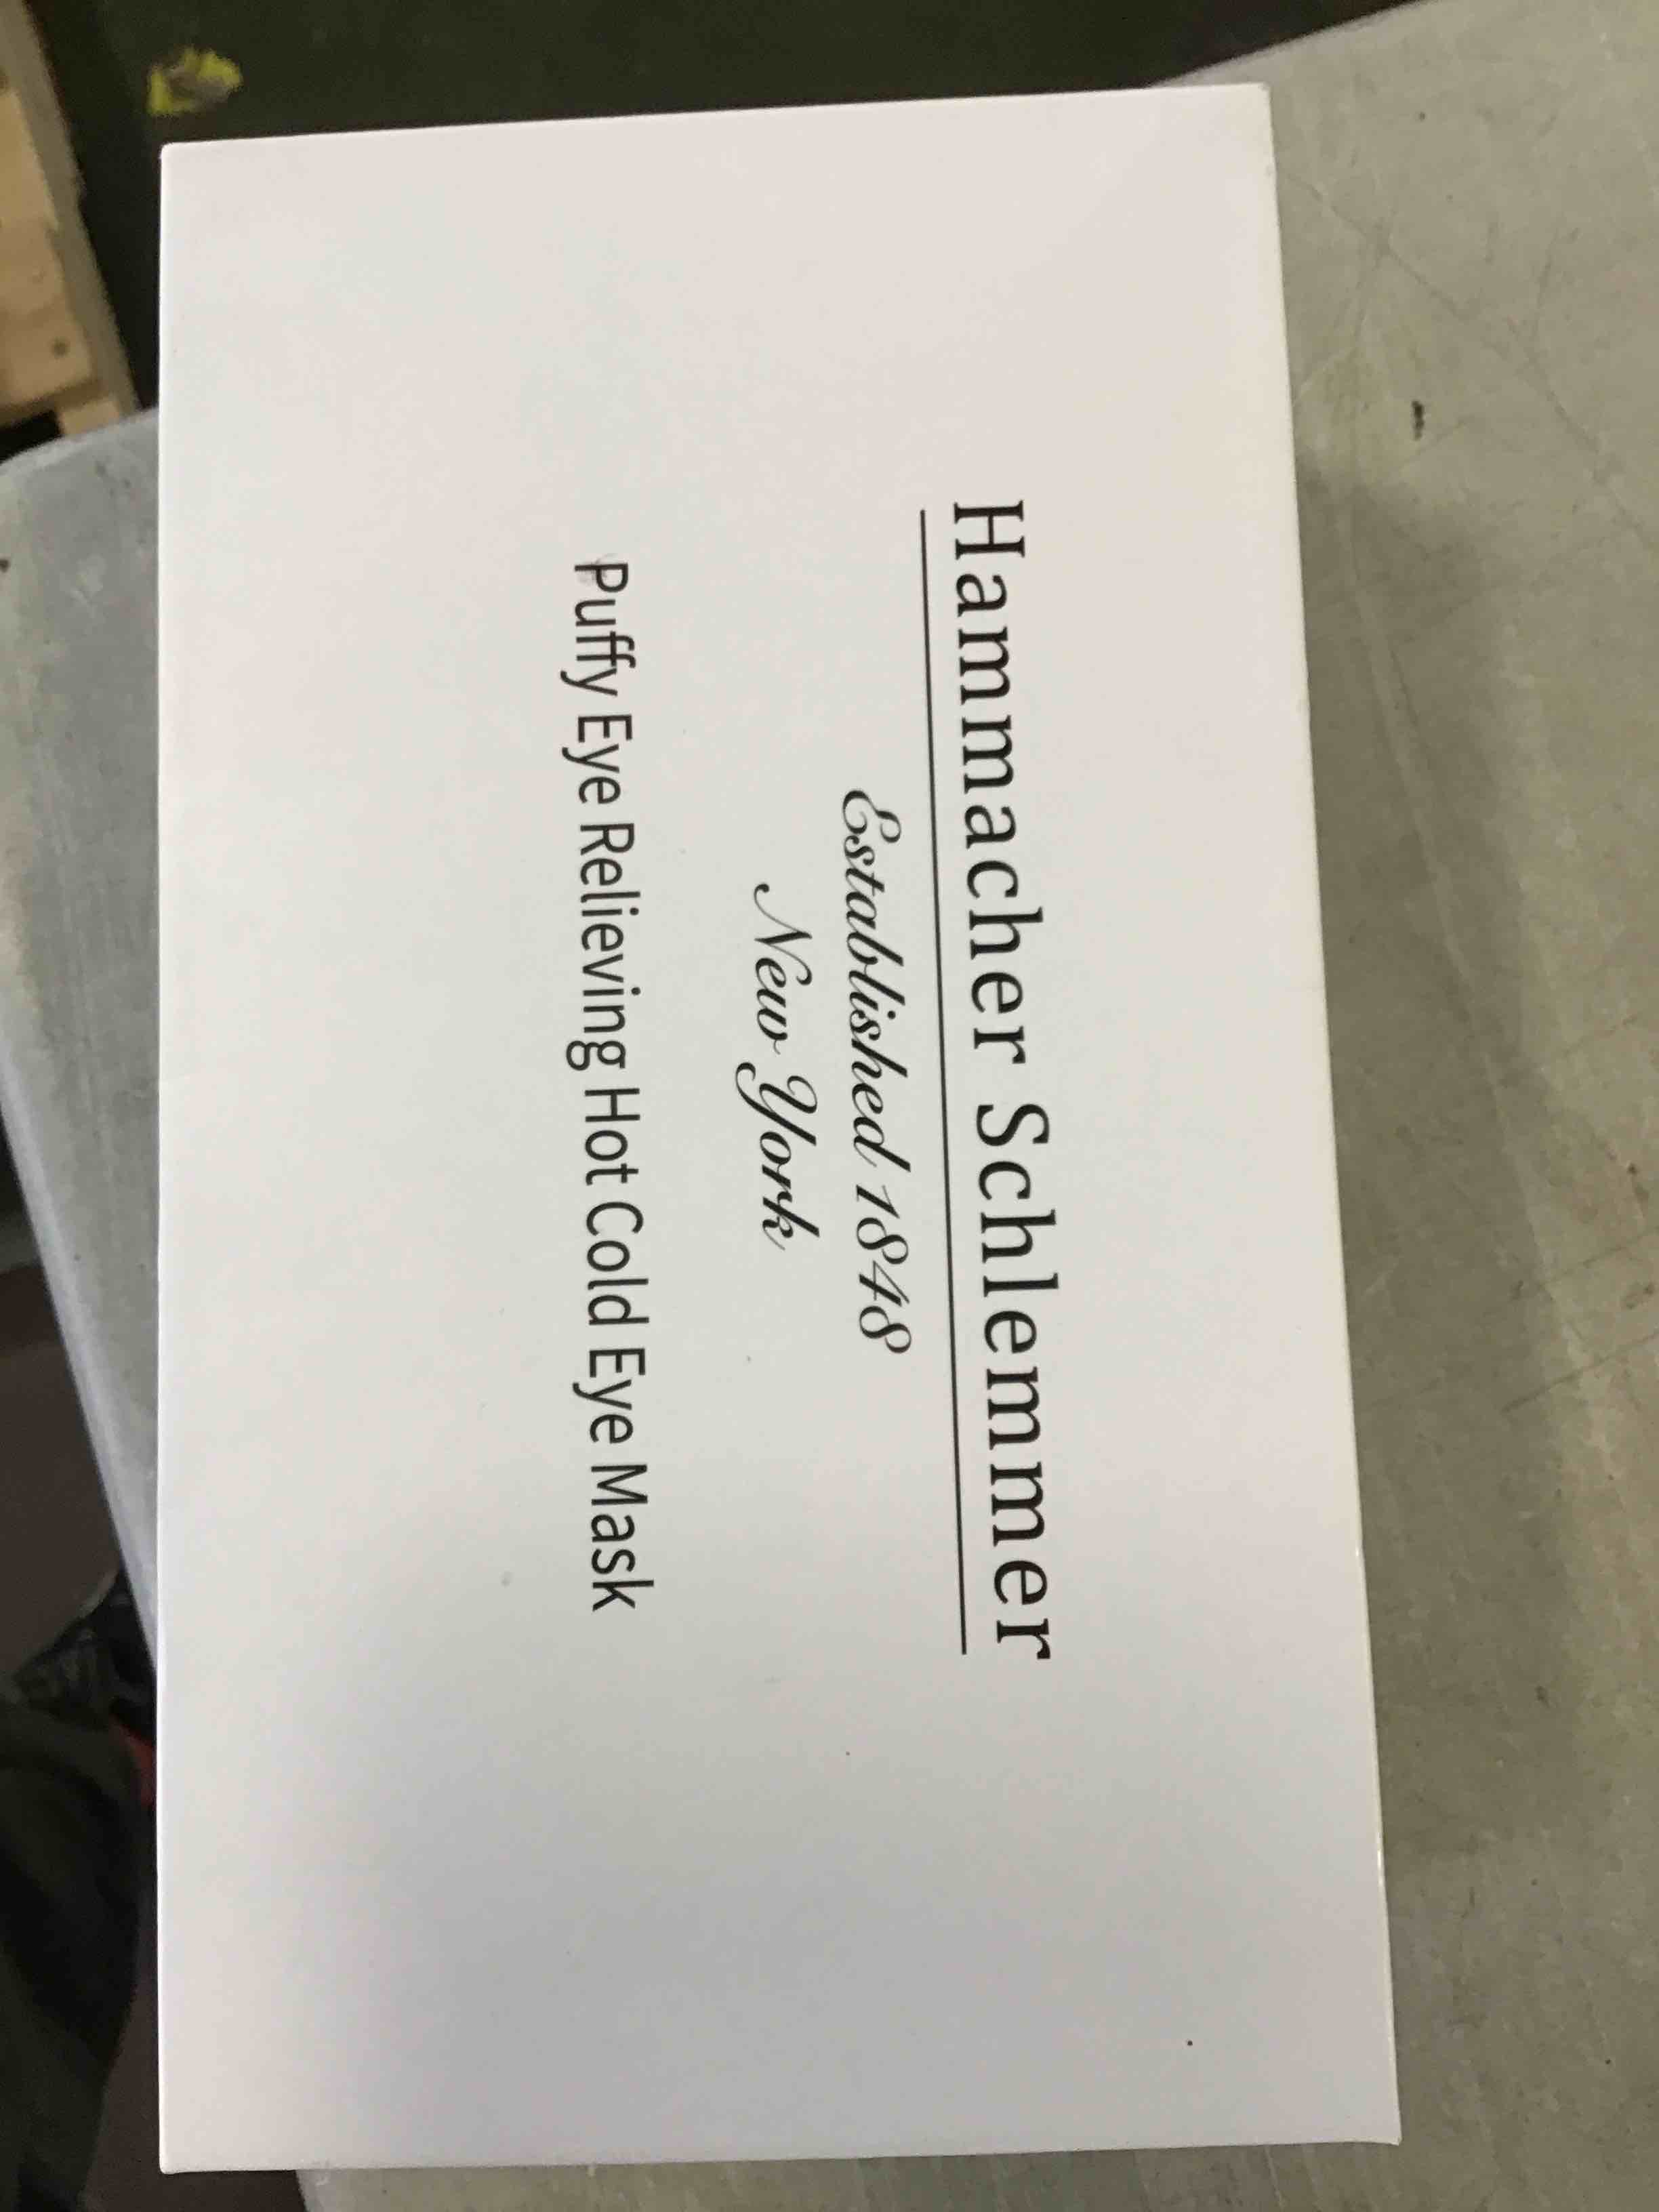 Hammacher Schlemmer
Established 1848
New York
Puffy Eye Relieving Hot Cold Eye Mask